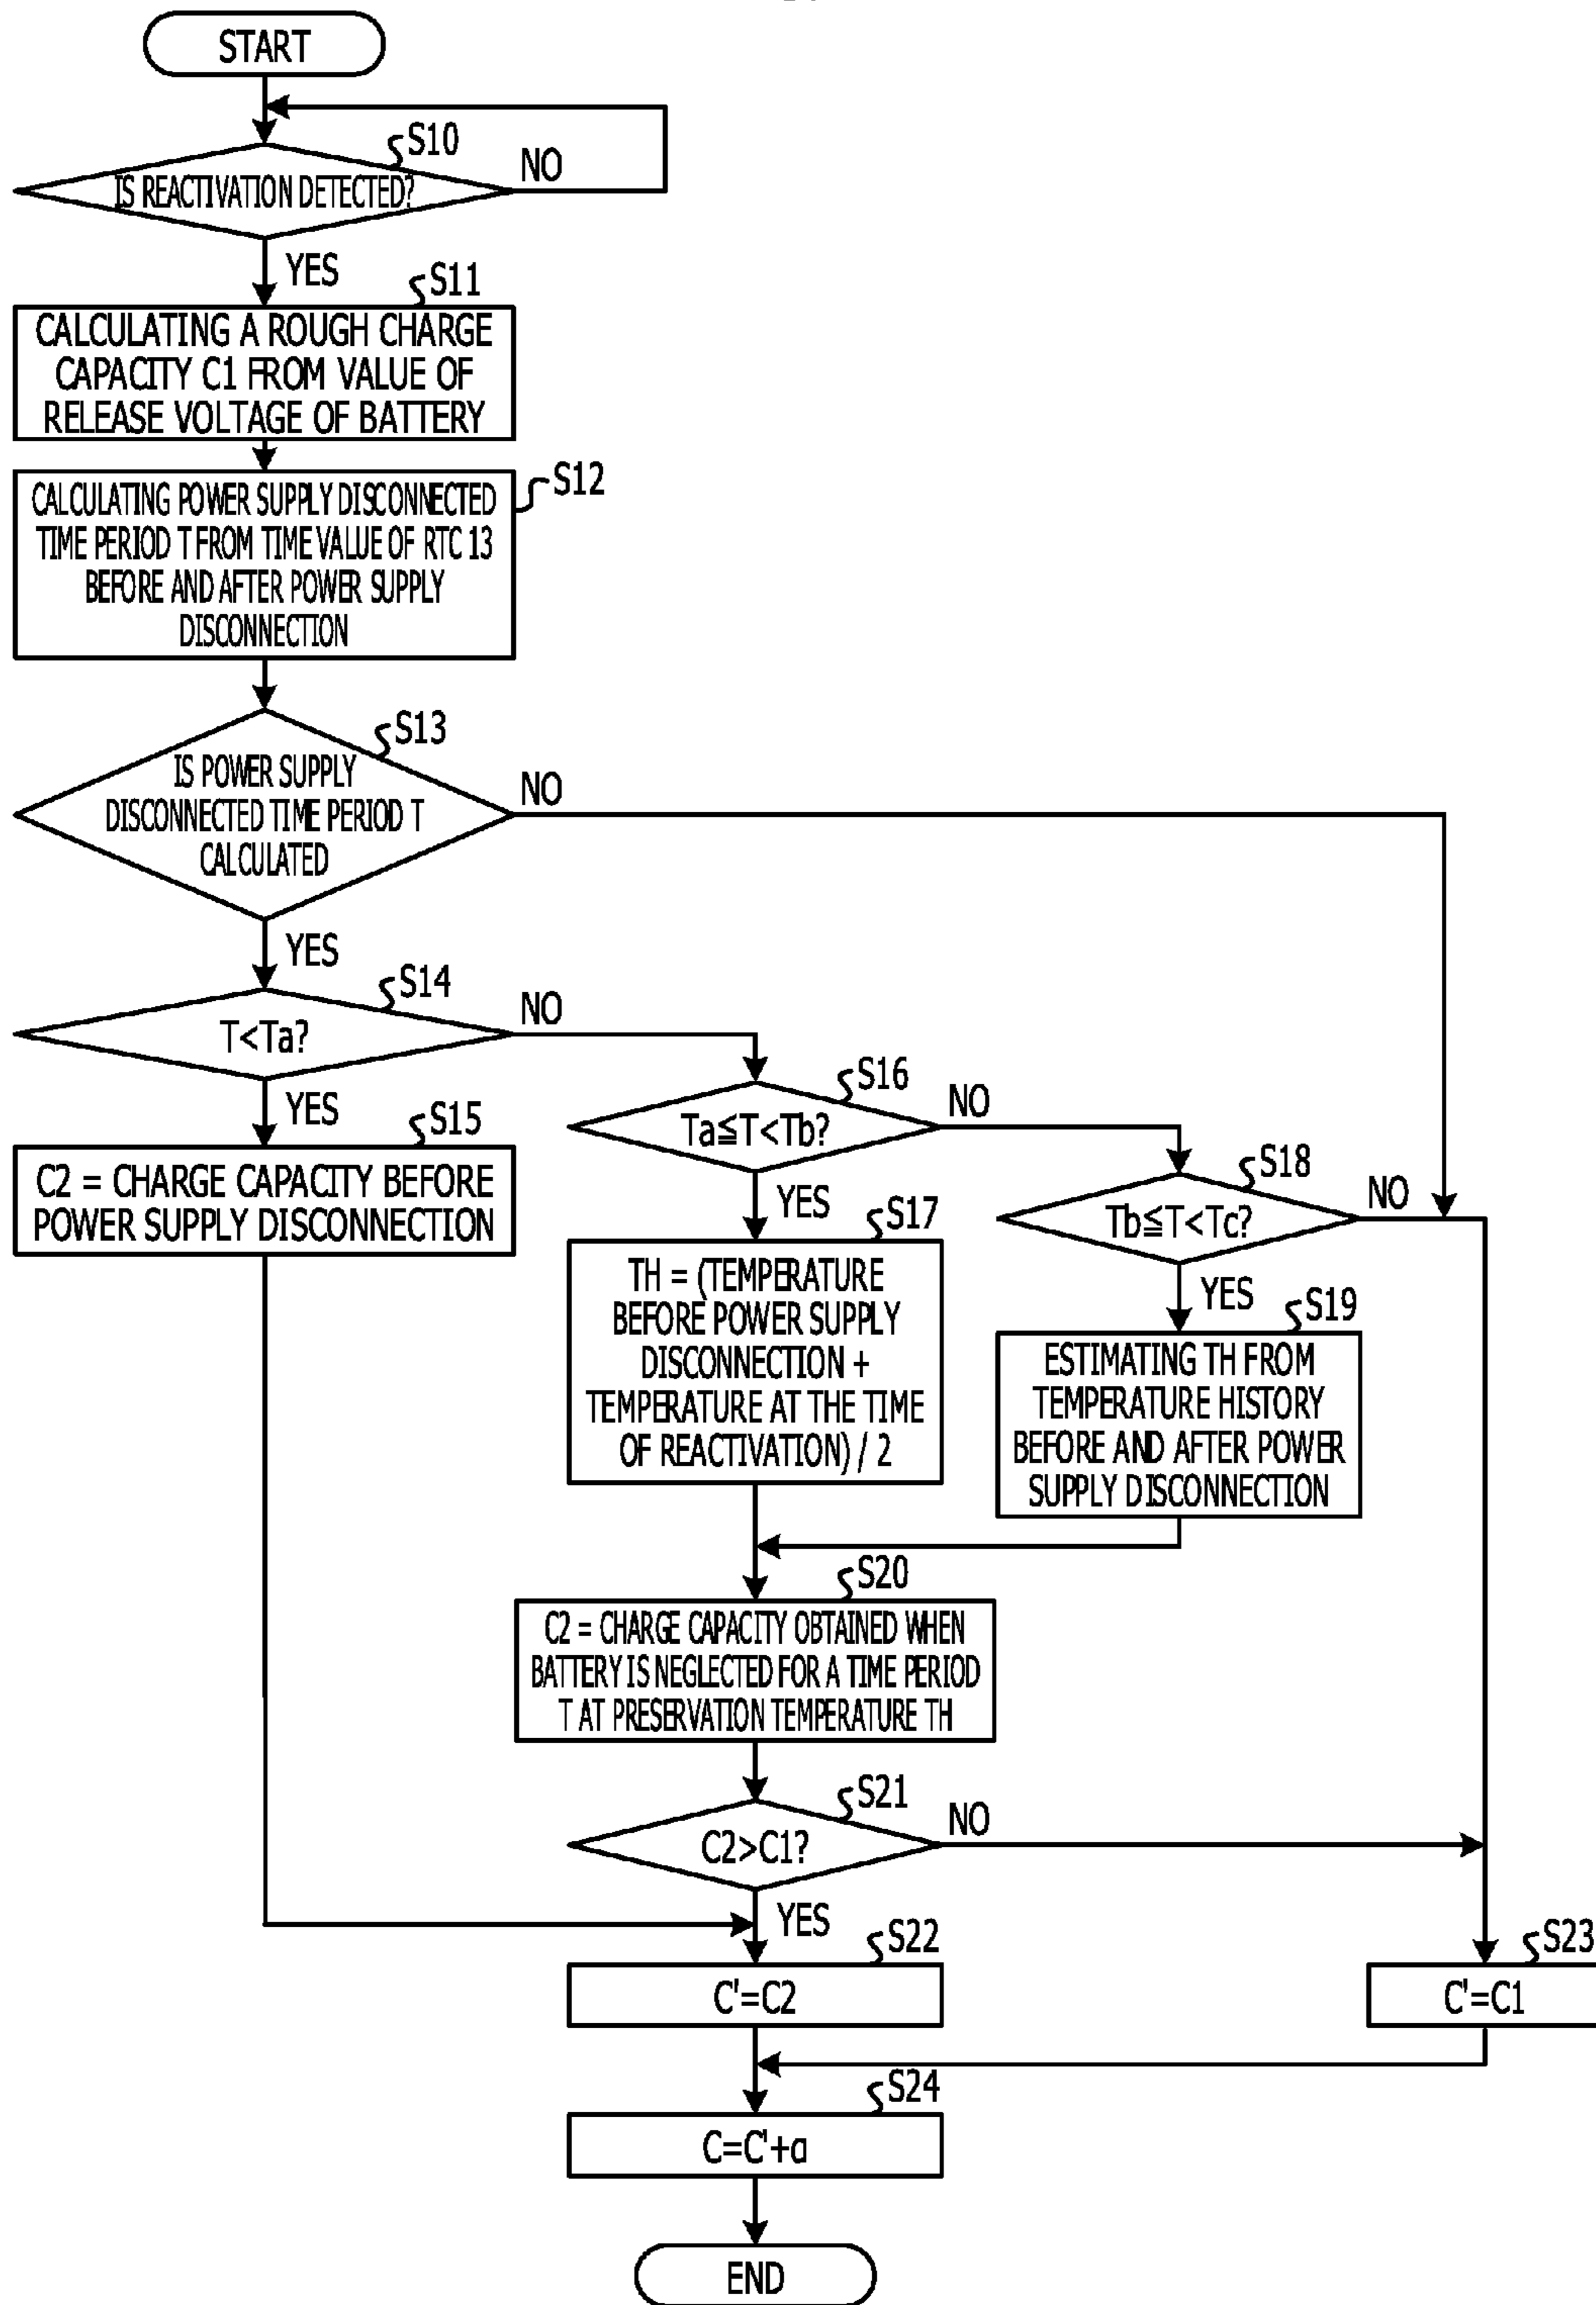 START
S10
IS REACTIVATION DETECTED?
NO
YES
S11
CALCULATING A ROUGH CHARGE
CAPACITY C1 FROM VALUE OF
RELEASE VOLTAGE OF BATTERY
S12
CALCULATING POWER SUPPLY DISCONNECTED
TIME PERIOD T FROM TIME VALUE OF RTC 13
BEFORE AND AFTER POWER SUPPLY
DISCONNECTION
S13
IS POWER SUPPLY
DISCONNECTED TIME PERIOD T
CALCULATED
NO
YES
S14
T<Ta?
NO
YES
S15
C2 = CHARGE CAPACITY BEFORE
POWER SUPPLY DISCONNECTION
S16
Ta≦T<Tb?
NO
YES
S17
TH = (TEMPERATURE
BEFORE POWER SUPPLY
DISCONNECTION +
TEMPERATURE AT THE TIME
OF REACTIVATION) / 2
S18
Tb≦T<Tc?
NO
YES
S19
ESTIMATING TH FROM
TEMPERATURE HISTORY
BEFORE AND AFTER POWER
SUPPLY DISCONNECTION
S20
C2 = CHARGE CAPACITY OBTAINED WHEN
BATTERY IS NEGLECTED FOR A TIME PERIOD
T AT PRESERVATION TEMPERATURE TH
S21
C2>C1?
NO
YES
S22
C'=C2
S23
C'=C1
S24
C=C'+a
END